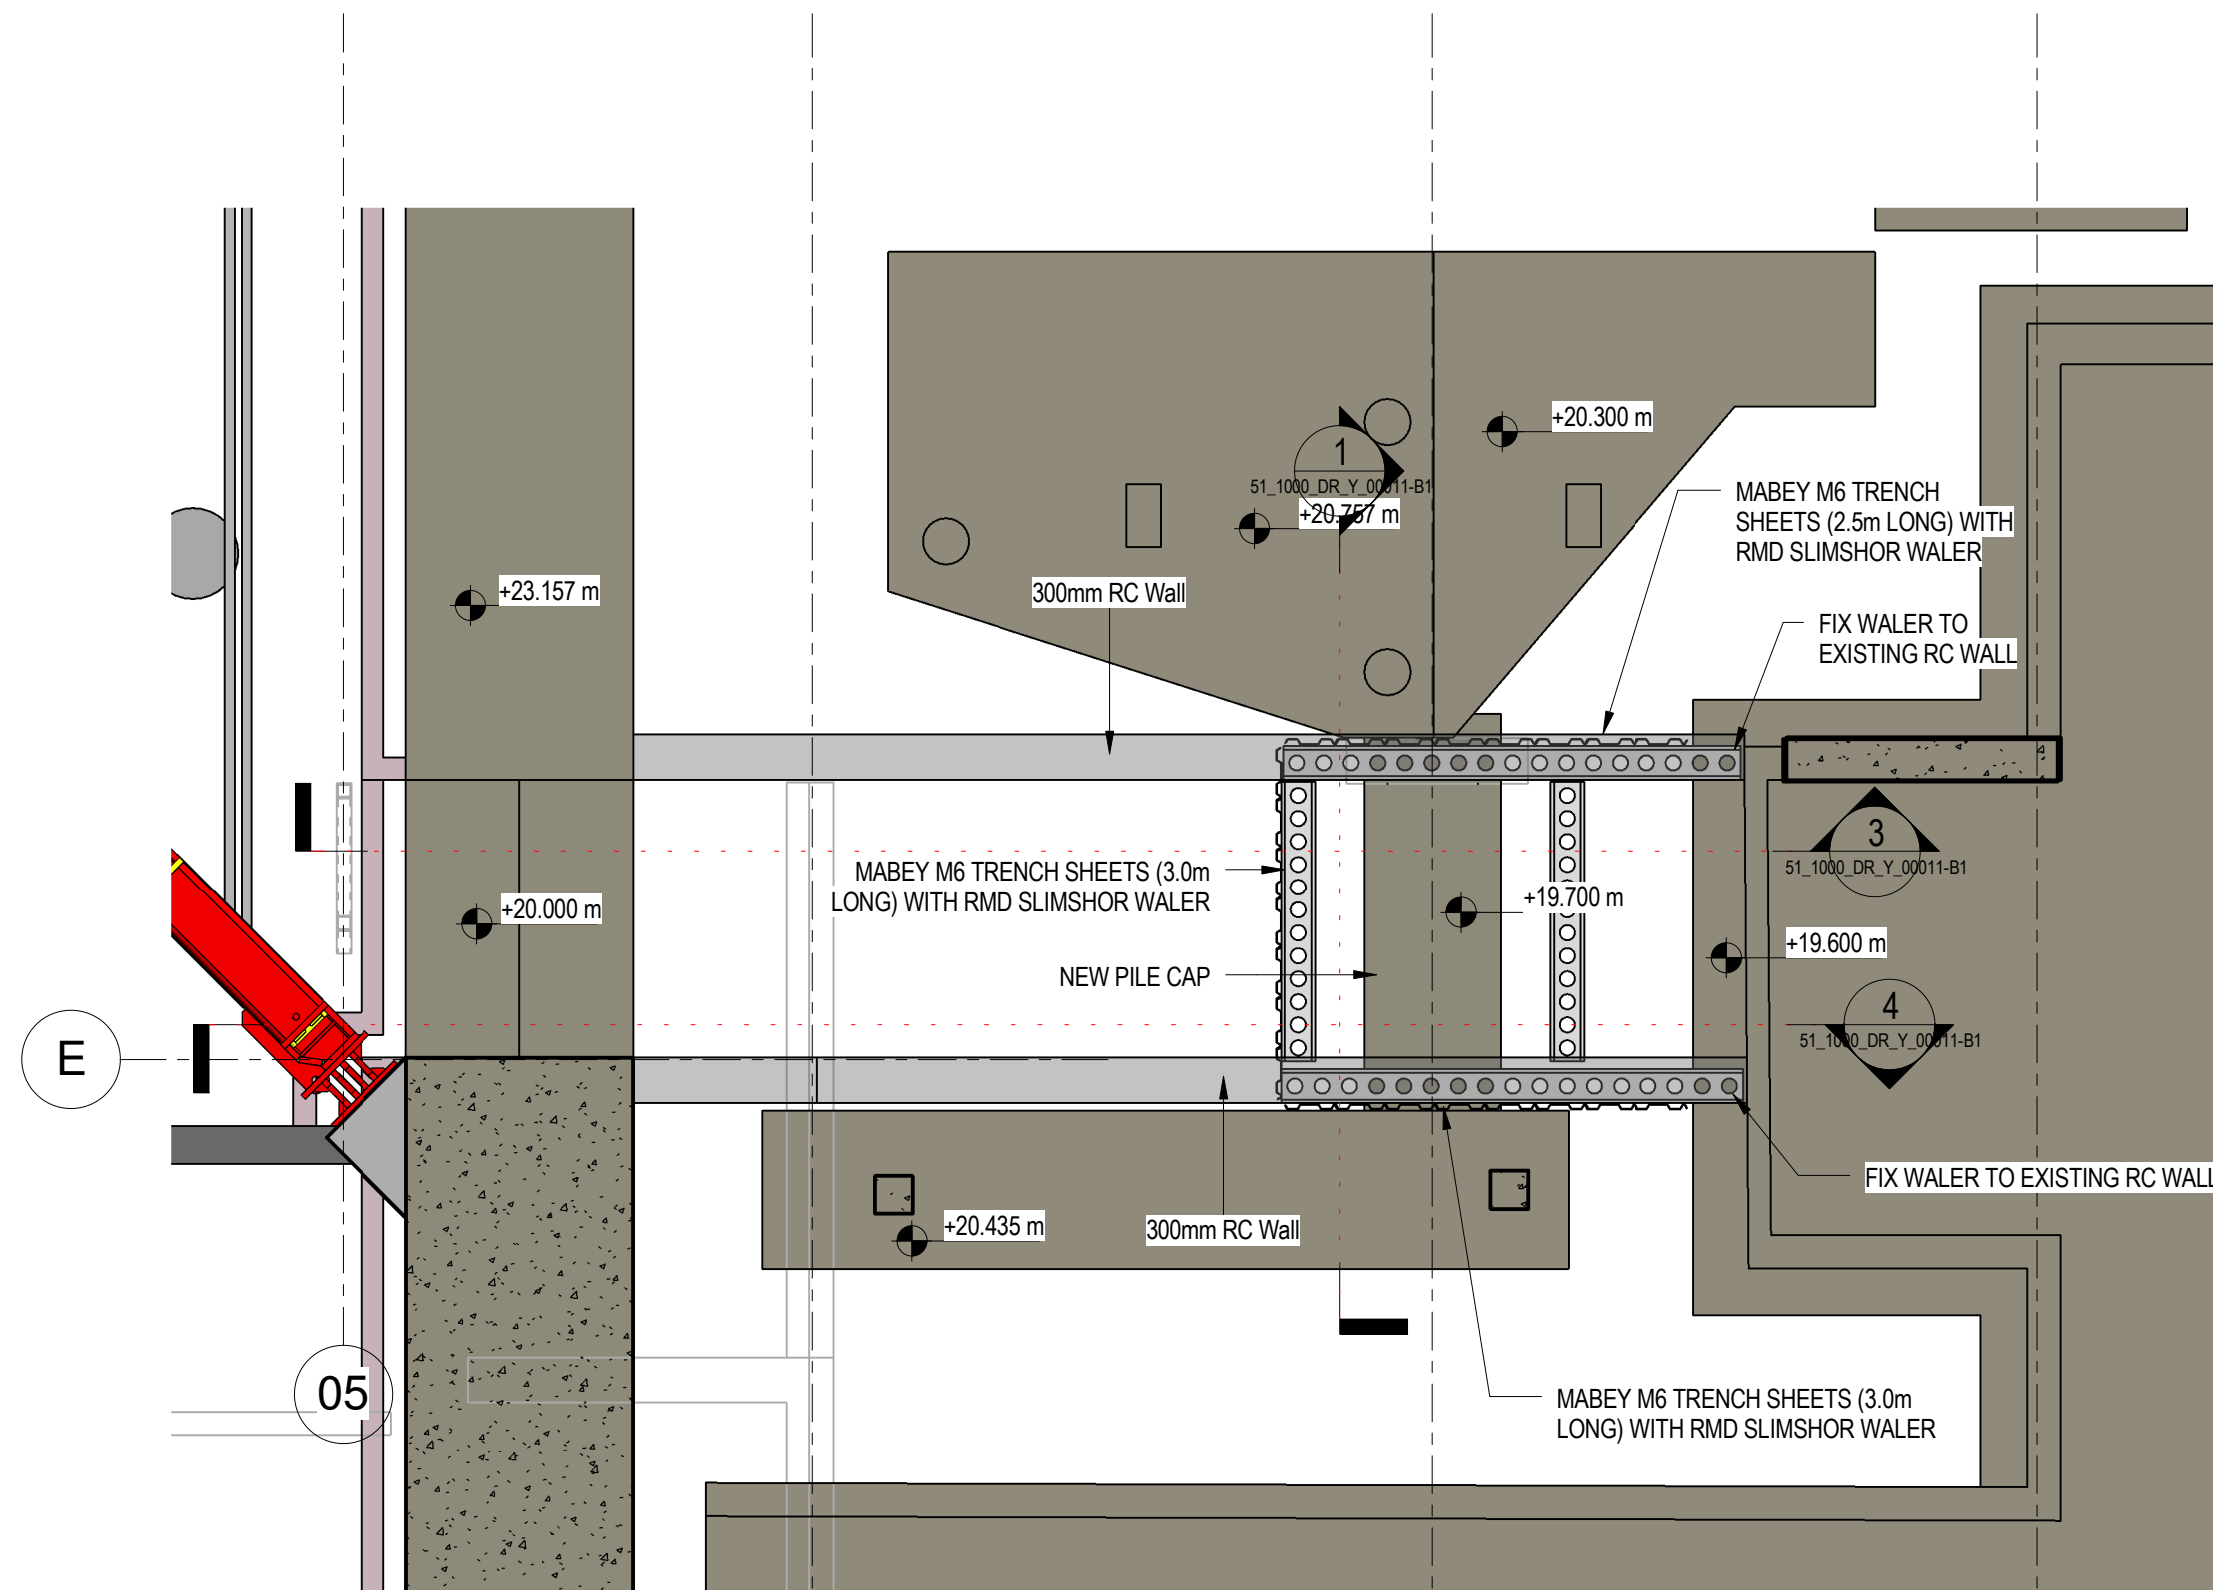 +20.300 m
1
51_1000_DR_Y_00011-B1
+20.757 m
MABEY M6 TRENCH
SHEETS (2.5m LONG) WITH
RMD SLIMSHOR WALER
+23.157 m
300mm RC Wall
FIX WALER TO
EXISTING RC WALL
3
51_1000_DR_Y_00011-B1
MABEY M6 TRENCH SHEETS (3.0m
LONG) WITH RMD SLIMSHOR WALER
+20.000 m
+19.700 m
+19.600 m
NEW PILE CAP
4
51_1000_DR_Y_00011-B1
E
FIX WALER TO EXISTING RC WALL
+20.435 m
300mm RC Wall
05
MABEY M6 TRENCH SHEETS (3.0m
LONG) WITH RMD SLIMSHOR WALER